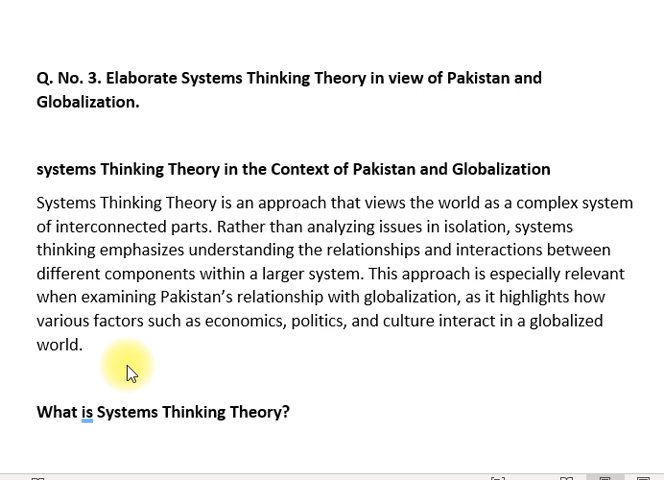 Q. No. 3. Elaborate Systems Thinking Theory in view of Pakistan and
Globalization.
systems Thinking Theory in the Context of Pakistan and Globalization
Systems Thinking Theory is an approach that views the world as a complex system
of interconnected parts. Rather than analyzing issues in isolation, systems
thinking emphasizes understanding the relationships and interactions between
different components within a larger system. This approach is especially relevant
when examining Pakistan’s relationship with globalization, as it highlights how
various factors such as economics, politics, and culture interact in a globalized
world.
What is Systems Thinking Theory?